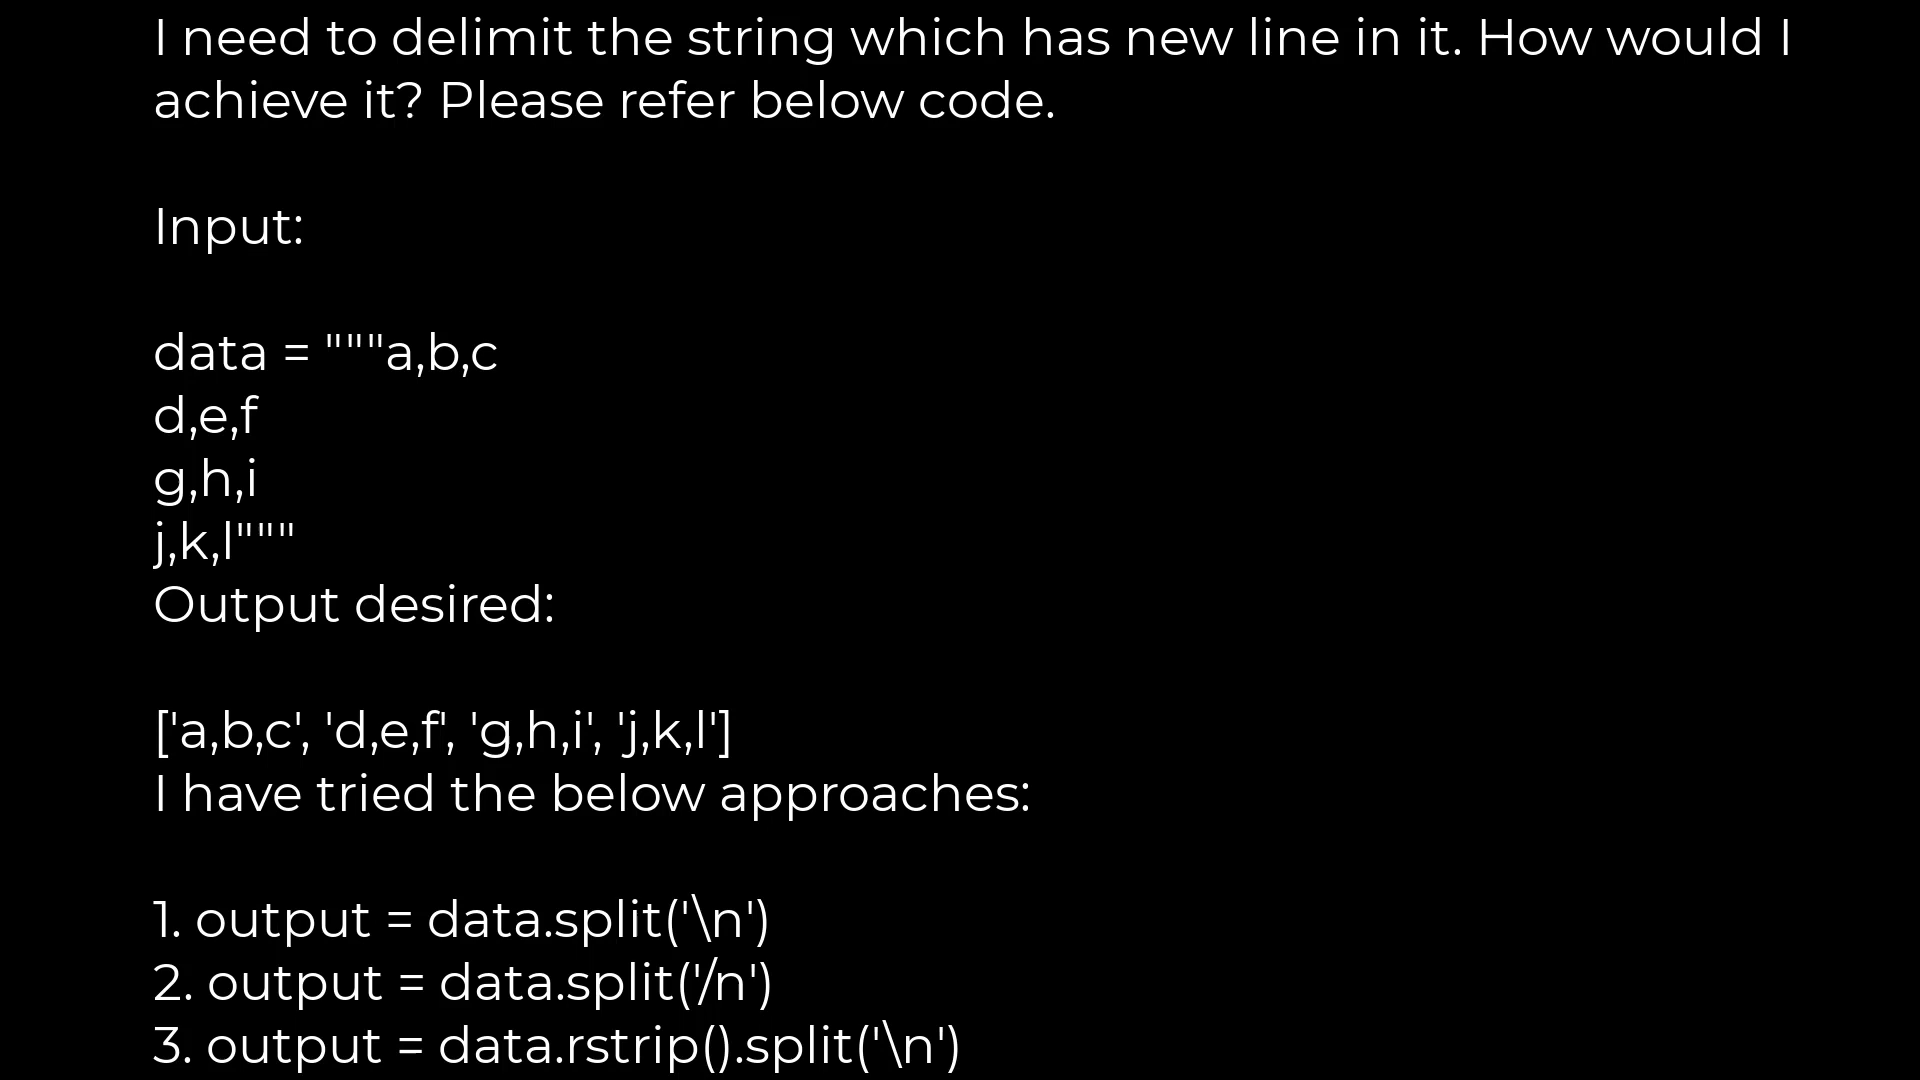 I need to delimit the string which has new line in it. How would I
achieve it? Please refer below code.
Input:
data = """a,b,c
d,e,f
g,h,i
j,k,l"""
Output desired:
['a,b,c', 'd,e,f', 'g,h,i', 'j,k,l']
I have tried the below approaches:
1. output = data.split('\n')
2. output = data.split('/n')
3. output = data.rstrip().split('\n')